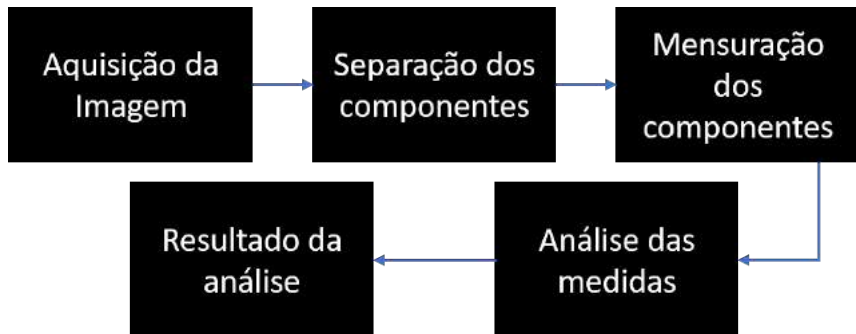 Aquisição da
Imagem
Separação dos
componentes
Mensuração
dos
componentes
Análise das
medidas
Resultado da
análise